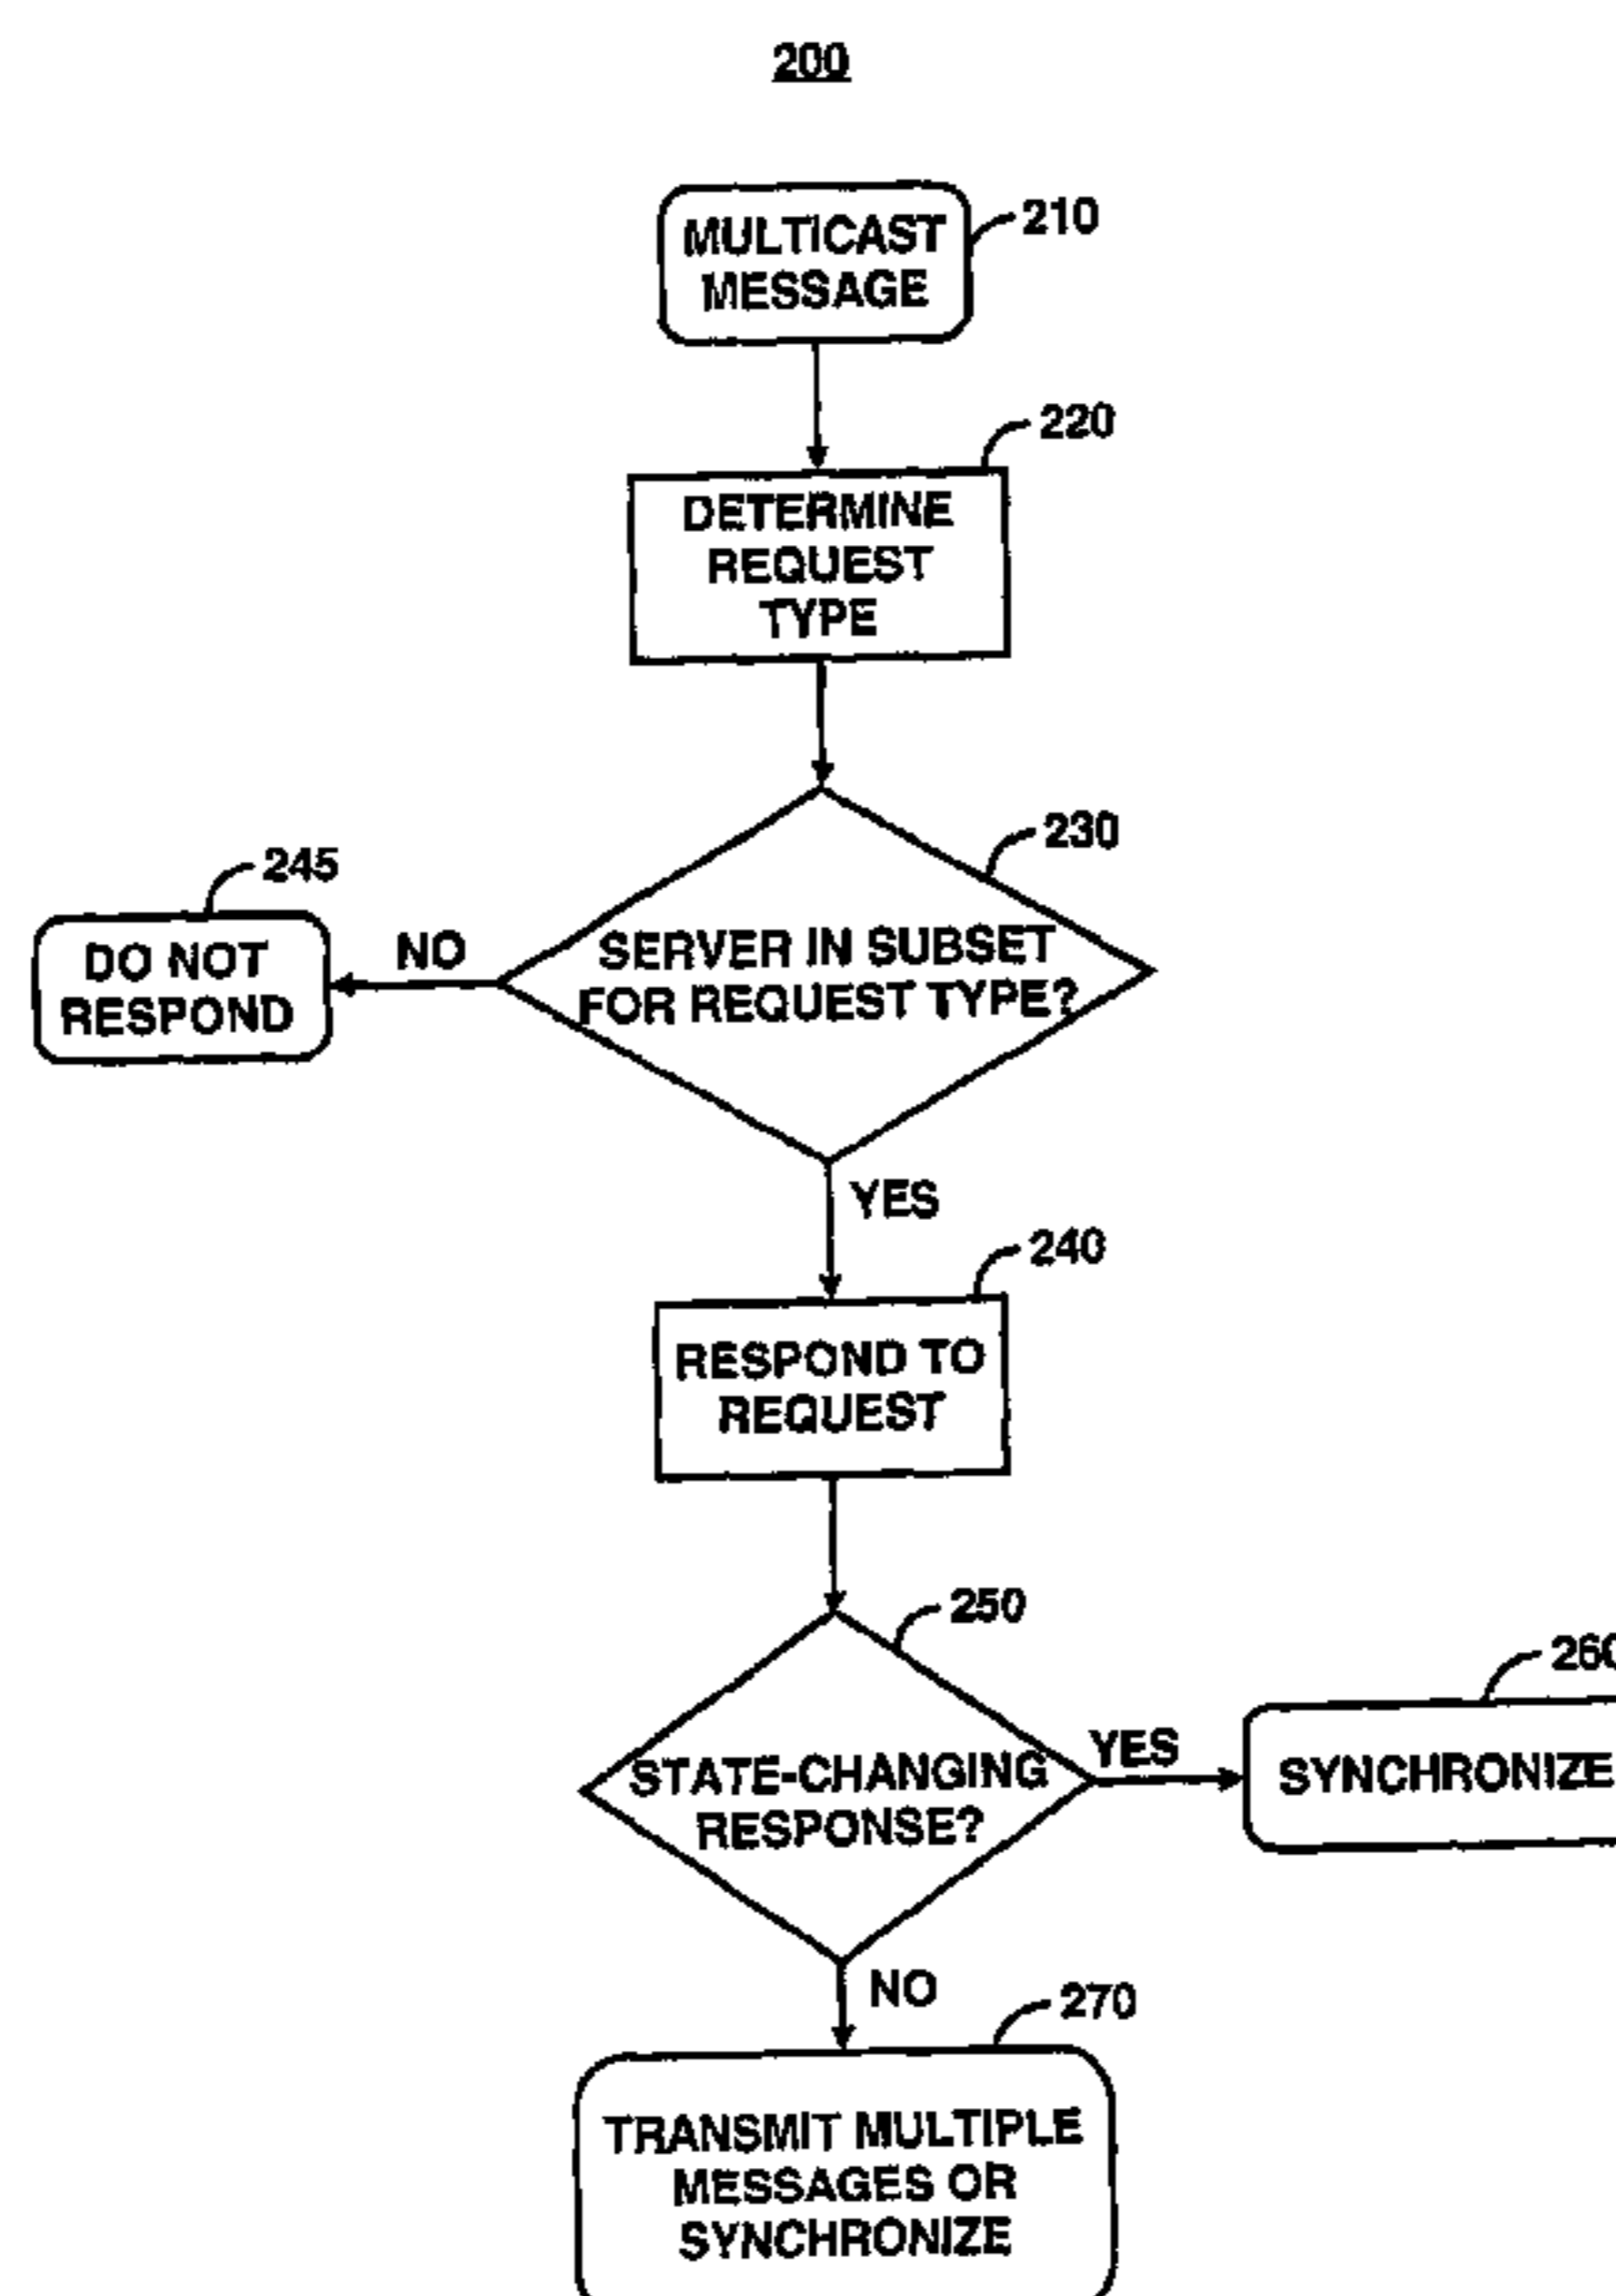 200
MULTICAST
MESSAGE
210
220
DETERMINE
REQUEST
TYPE
230
245
DO NOT
RESPOND
NO
SERVER IN SUBSET
FOR REQUEST TYPE?
YES
240
RESPOND TO
REQUEST
250
260
STATE-CHANGING
RESPONSE?
YES
SYNCHRONIZE
NO
270
TRANSMIT MULTIPLE
MESSAGES OR
SYNCHRONIZE